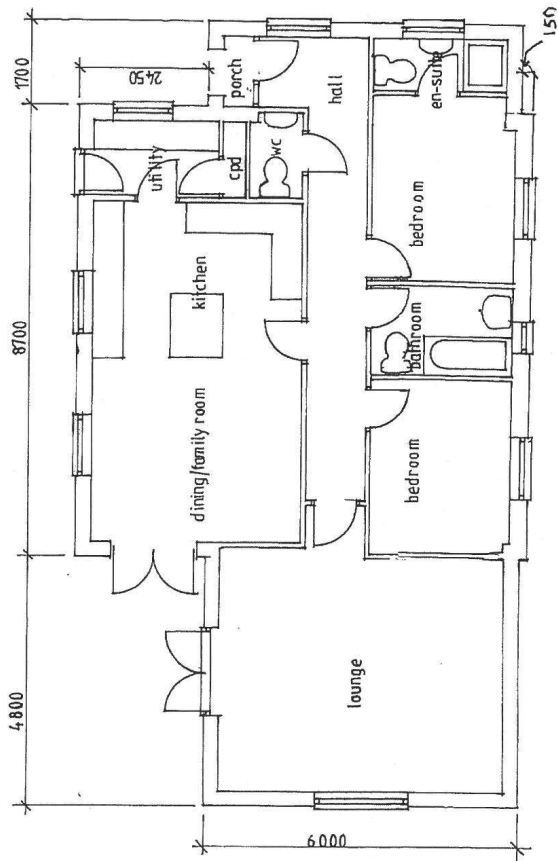 4800
8700
1700
2450
150
6000
utility
porch
cpd
wc
hall
en-suite
kitchen
dining/family room
bedroom
bathroom
bedroom
lounge